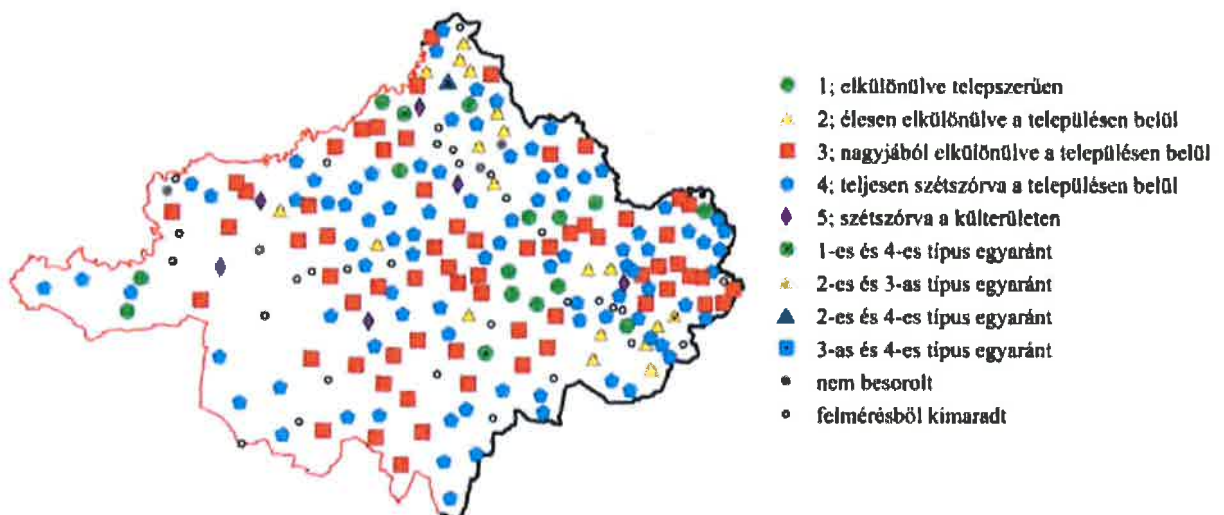 1; elkülönülve telepszerűen
2; élesen elkülönülve a településen belül
3; nagyjából elkülönülve a településen belül
4; teljesen szétszórva a településen belül
5; szétszórva a külterületen
1-es és 4-es típus egyaránt
2-es és 3-as típus egyaránt
2-es és 4-es típus egyaránt
3-as és 4-es típus egyaránt
nem besorolt
felmérésből kimaradt